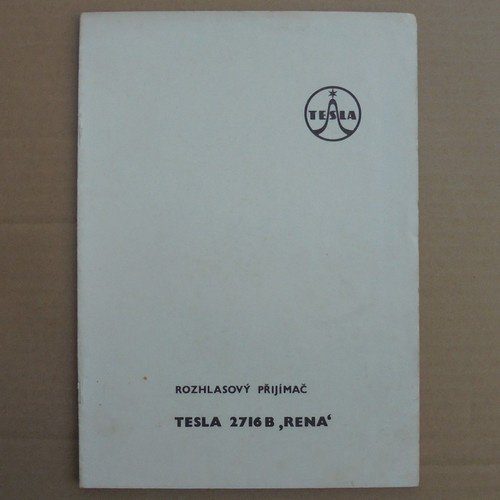 TESLA
ROZHLASOVÝ PŘIJÍMAČ
TESLA 2716 B ‚RENA‘